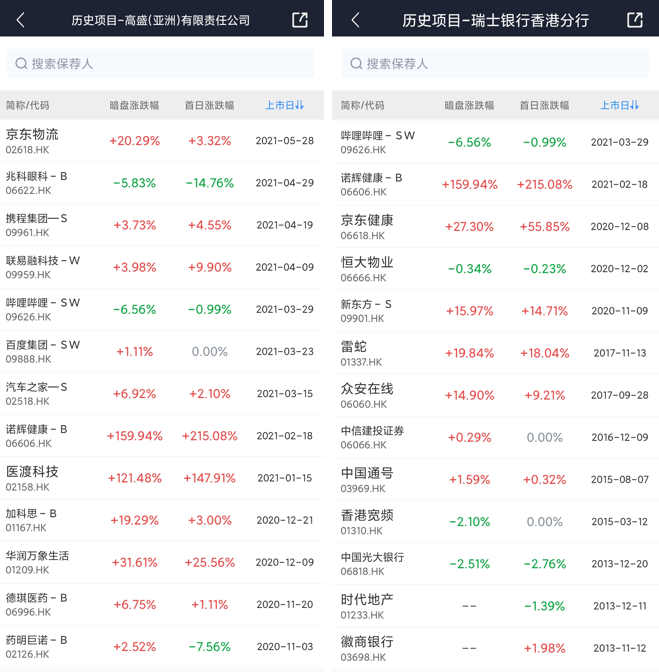 历史项目-高盛(亚洲)有限责任公司
搜索保荐人
简称/代码 暗盘涨跌幅 首日涨跌幅 上市日
京东物流 +20.29% +3.32% 2021-05-28
02618.HK
兆科眼科-B -5.83% -14.76% 2021-04-29
06622.HK
携程集团—S +3.73% +4.55% 2021-04-19
09961.HK
联易融科技-W +3.98% +9.90% 2021-04-09
09959.HK
哔哩哔哩-SW -6.56% -0.99% 2021-03-29
09626.HK
百度集团-SW +1.11% 0.00% 2021-03-23
09888.HK
汽车之家—S +6.92% +2.10% 2021-03-15
02518.HK
诺辉健康-B +159.94% +215.08% 2021-02-18
06606.HK
医渡科技 +121.48% +147.91% 2021-01-15
02158.HK
加科思-B +19.29% +3.00% 2020-12-21
01167.HK
华润万象生活 +31.61% +25.56% 2020-12-09
01209.HK
德琪医药-B +6.75% +1.11% 2020-11-20
06996.HK
药明巨诺-B +2.52% -7.56% 2020-11-03
02126.HK
历史项目-瑞士银行香港分行
搜索保荐人
简称/代码 暗盘涨跌幅 首日涨跌幅 上市日
哔哩哔哩-SW -6.56% -0.99% 2021-03-29
09626.HK
诺辉健康-B +159.94% +215.08% 2021-02-18
06606.HK
京东健康 +27.30% +55.85% 2020-12-08
06618.HK
恒大物业 -0.34% -0.23% 2020-12-02
06666.HK
新东方-S +15.97% +14.71% 2020-11-09
09901.HK
雷蛇 +19.84% +18.04% 2017-11-13
01337.HK
众安在线 +14.90% +9.21% 2017-09-28
06060.HK
中信建投证券 +0.29% 0.00% 2016-12-09
06066.HK
中国通号 +1.59% +0.32% 2015-08-07
03969.HK
香港宽频 -2.10% 0.00% 2015-03-12
01310.HK
中国光大银行 -2.51% -2.76% 2013-12-20
06818.HK
时代地产 -- -1.39% 2013-12-11
01233.HK
徽商银行 -- +1.98% 2013-11-12
03698.HK